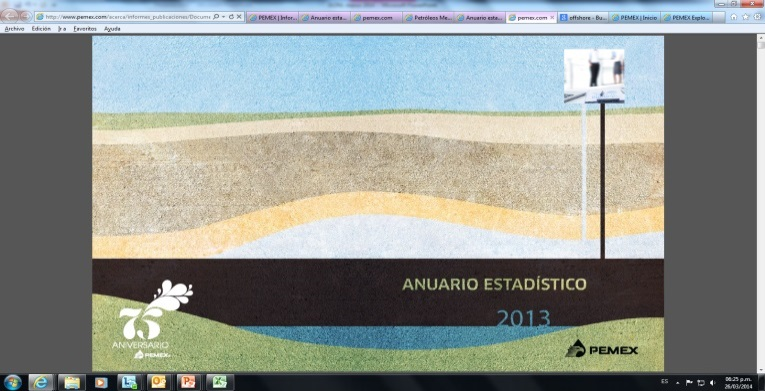 http://www.pemex.com/acerca/informes_publicaciones/Docume
PEMEX | Infor...
Anuario esta...
pemex.com
Petróleos Me...
Anuario esta...
pemex.com
offshore - Bu...
PEMEX | Inicio
PEMEX Explo...
Archivo Edición Ir a Favoritos Ayuda
ANUARIO ESTADÍSTICO
2013
75
ANIVERSARIO
PEMEX
PEMEX
ES
06:25 p.m.
26/03/2014